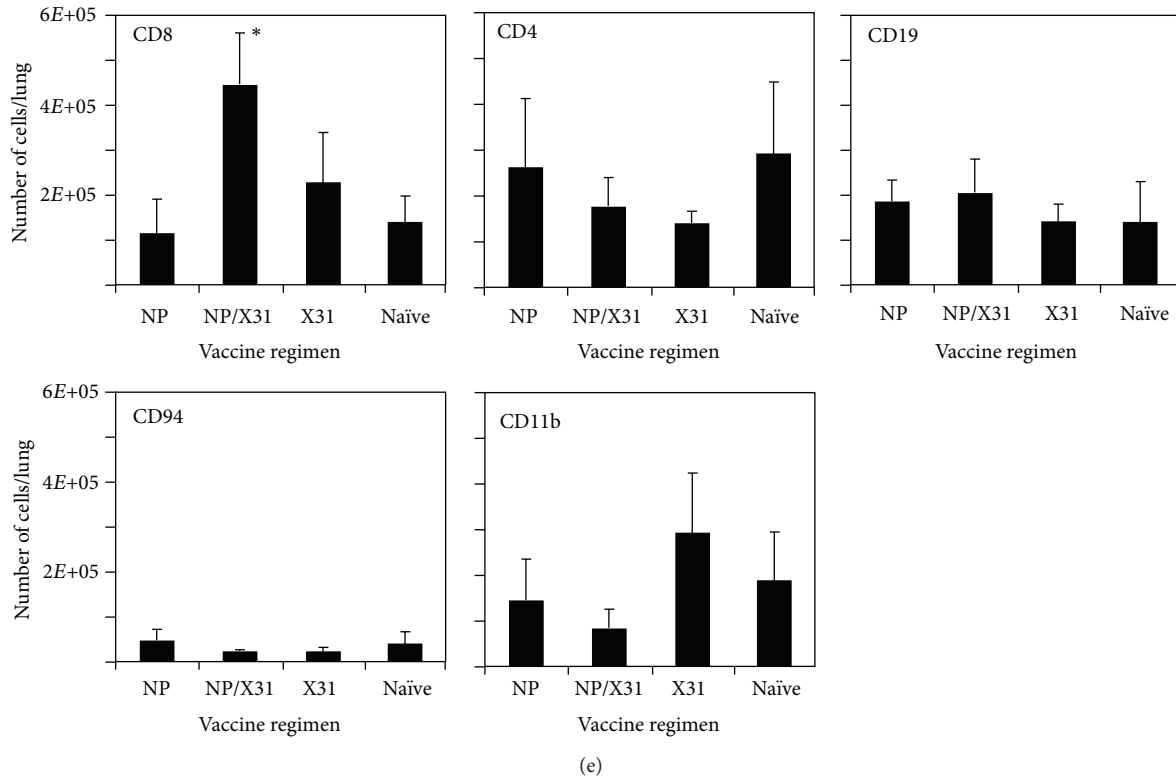 CD8
CD4
CD19
Number of cells/lung
6E+05
4E+05
2E+05
*
NP NP/X31 X31 Naïve
NP NP/X31 X31 Naïve
NP NP/X31 X31 Naïve
Vaccine regimen
Vaccine regimen
Vaccine regimen
CD94
CD11b
Number of cells/lung
6E+05
4E+05
2E+05
NP NP/X31 X31 Naïve
NP NP/X31 X31 Naïve
Vaccine regimen
Vaccine regimen
(e)